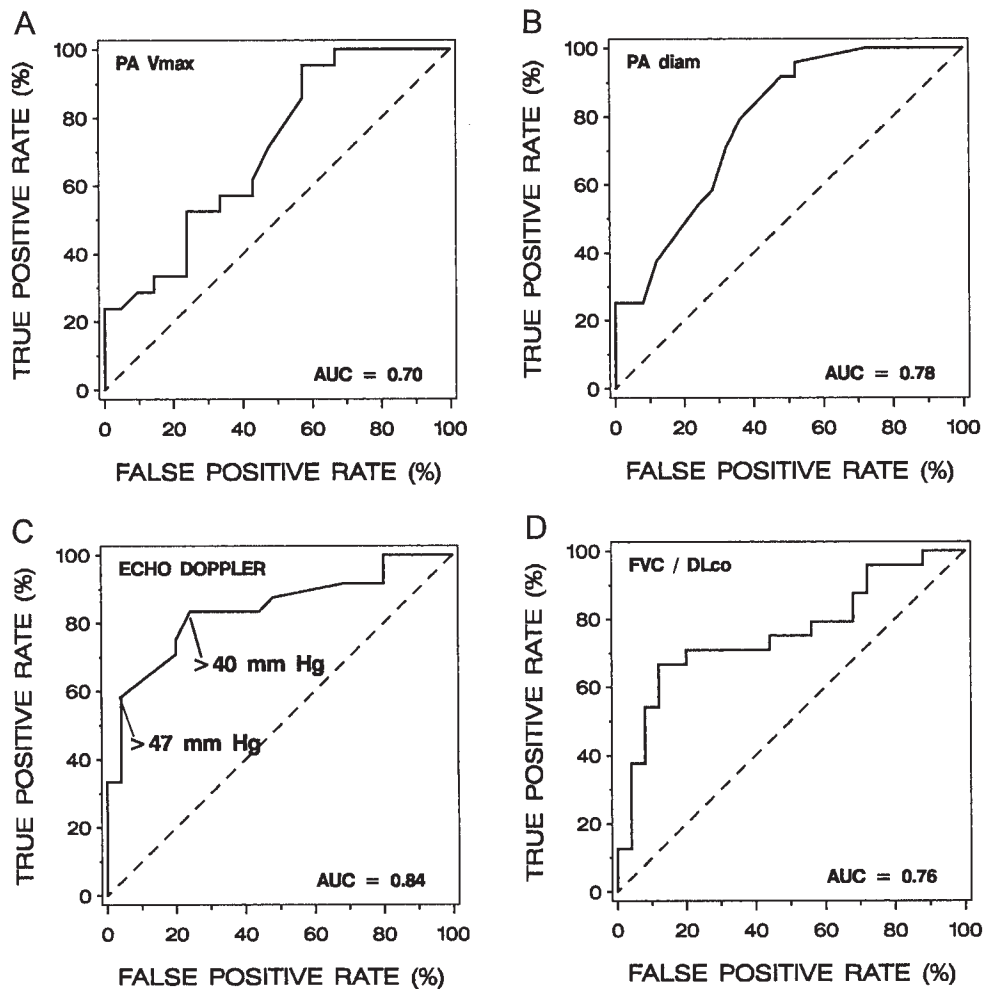 A
PA Vmax
TRUE POSITIVE RATE (%)
100
80
60
40
20
0
AUC = 0.70
0 20 40 60 80 100
FALSE POSITIVE RATE (%)
B
PA diam
TRUE POSITIVE RATE (%)
100
80
60
40
20
0
AUC = 0.78
0 20 40 60 80 100
FALSE POSITIVE RATE (%)
C
ECHO DOPPLER
TRUE POSITIVE RATE (%)
100
80
60
40
20
0
>40 mm Hg
>47 mm Hg
AUC = 0.84
0 20 40 60 80 100
FALSE POSITIVE RATE (%)
D
FVC / DLco
TRUE POSITIVE RATE (%)
100
80
60
40
20
0
AUC = 0.76
0 20 40 60 80 100
FALSE POSITIVE RATE (%)